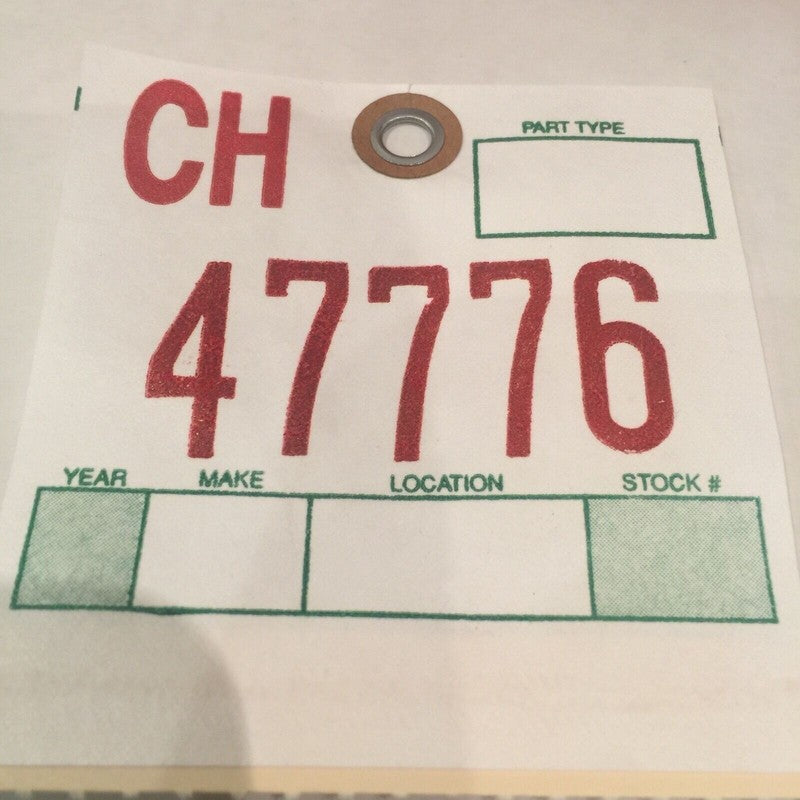 CH
PART TYPE
47776
YEAR MAKE LOCATION STOCK #